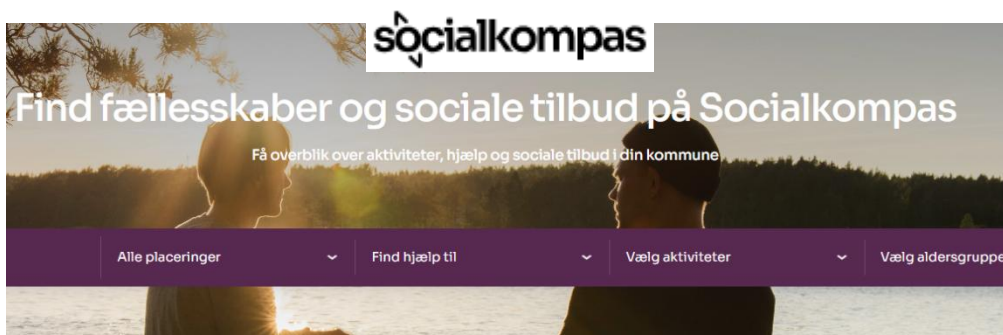 socialkompas
Find fællesskaber og sociale tilbud på Socialkompas
Få overblik over aktiviteter, hjælp og sociale tilbud i din kommune
Alle placeringer
Find hjælp til
Vælg aktiviteter
Vælg aldersgruppe